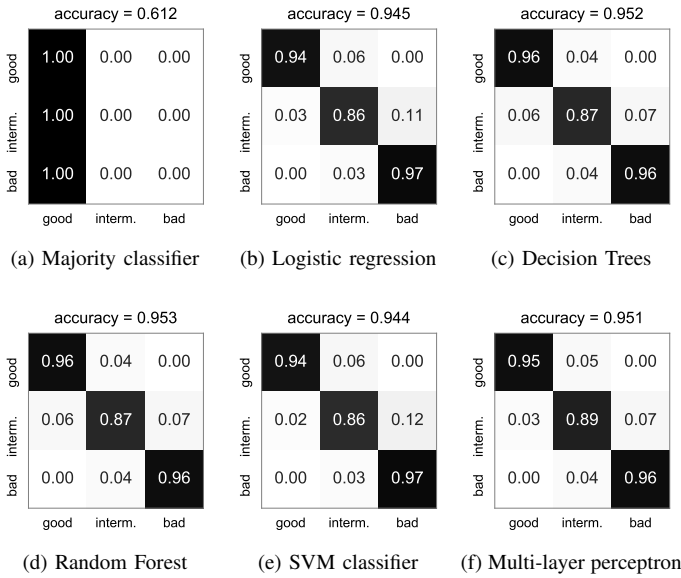 accuracy = 0.612 accuracy = 0.945 accuracy = 0.952
good 1.00 0.00 0.00 good 0.94 0.06 0.00 good 0.96 0.04 0.00
interm. 1.00 0.00 0.00 interm. 0.03 0.86 0.11 interm. 0.06 0.87 0.07
bad 1.00 0.00 0.00 bad 0.00 0.03 0.97 bad 0.00 0.04 0.96
good interm. bad good interm. bad good interm. bad
(a) Majority classifier (b) Logistic regression (c) Decision Trees
accuracy = 0.953 accuracy = 0.944 accuracy = 0.951
good 0.96 0.04 0.00 good 0.94 0.06 0.00 good 0.95 0.05 0.00
interm. 0.06 0.87 0.07 interm. 0.02 0.86 0.12 interm. 0.03 0.89 0.07
bad 0.00 0.04 0.96 bad 0.00 0.03 0.97 bad 0.00 0.04 0.96
good interm. bad good interm. bad good interm. bad
(d) Random Forest (e) SVM classifier (f) Multi-layer perceptron